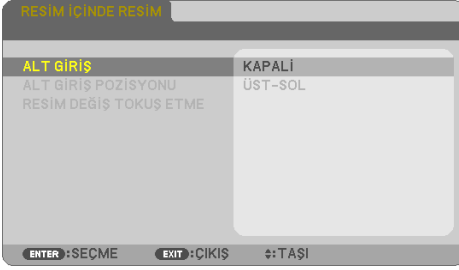 RESİM İÇİNDE RESİM
ALT GİRİŞ KAPALİ
ALT GİRİŞ POZİSYONU ÜST-SOL
RESİM DEĞİŞ TOKUŞ ETME
ENTER :SEÇME EXIT :ÇIKIŞ :TAŞI